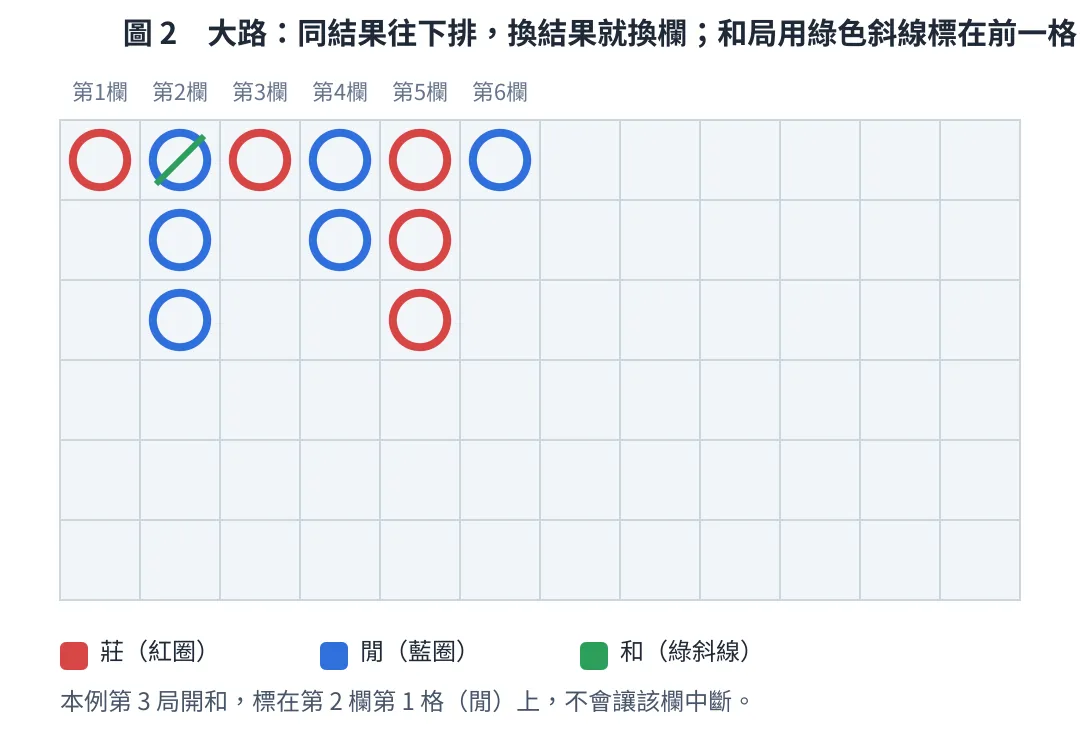 圖 2　大路：同結果往下排，換結果就換欄；和局用綠色斜線標在前一格
第1欄 第2欄 第3欄 第4欄 第5欄 第6欄
莊（紅圈） 閒（藍圈） 和（綠斜線）
本例第 3 局開和，標在第 2 欄第 1 格（閒）上，不會讓該欄中斷。